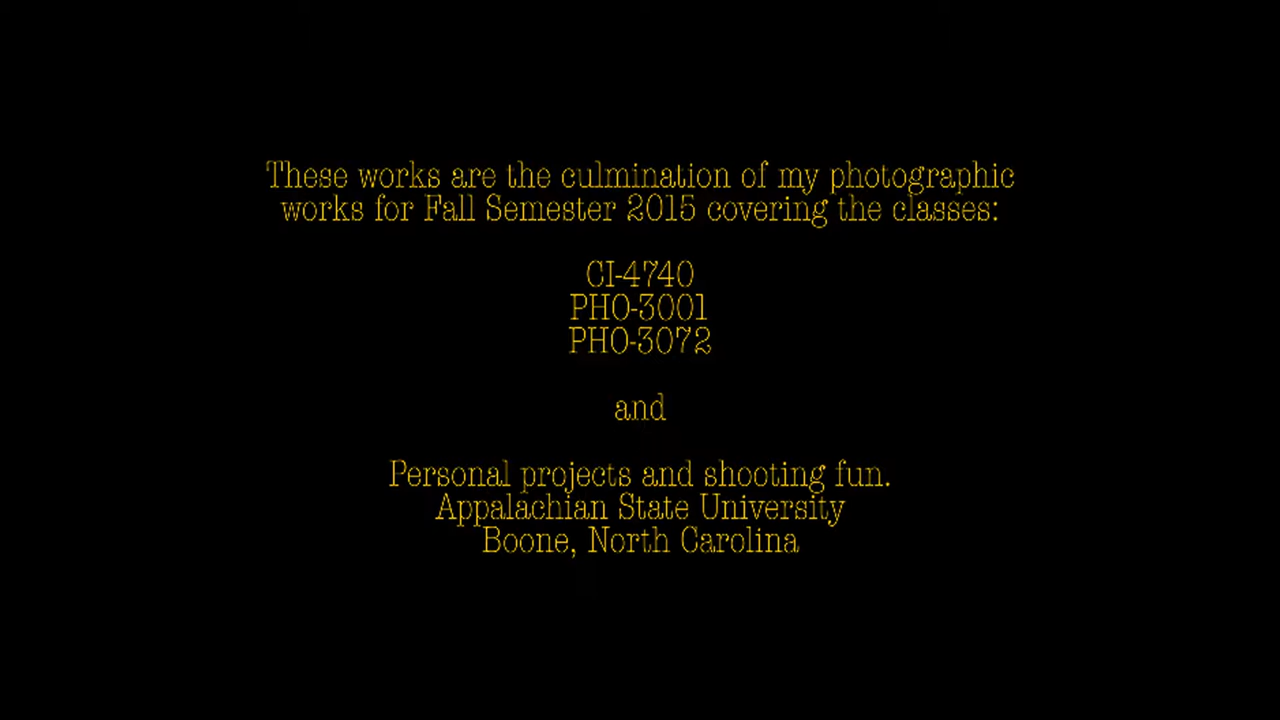 These works are the culmination of my photographic
works for Fall Semester 2015 covering the classes:
CI-4740
PHO-3001
PHO-3072
and
Personal projects and shooting fun.
Appalachian State University
Boone, North Carolina